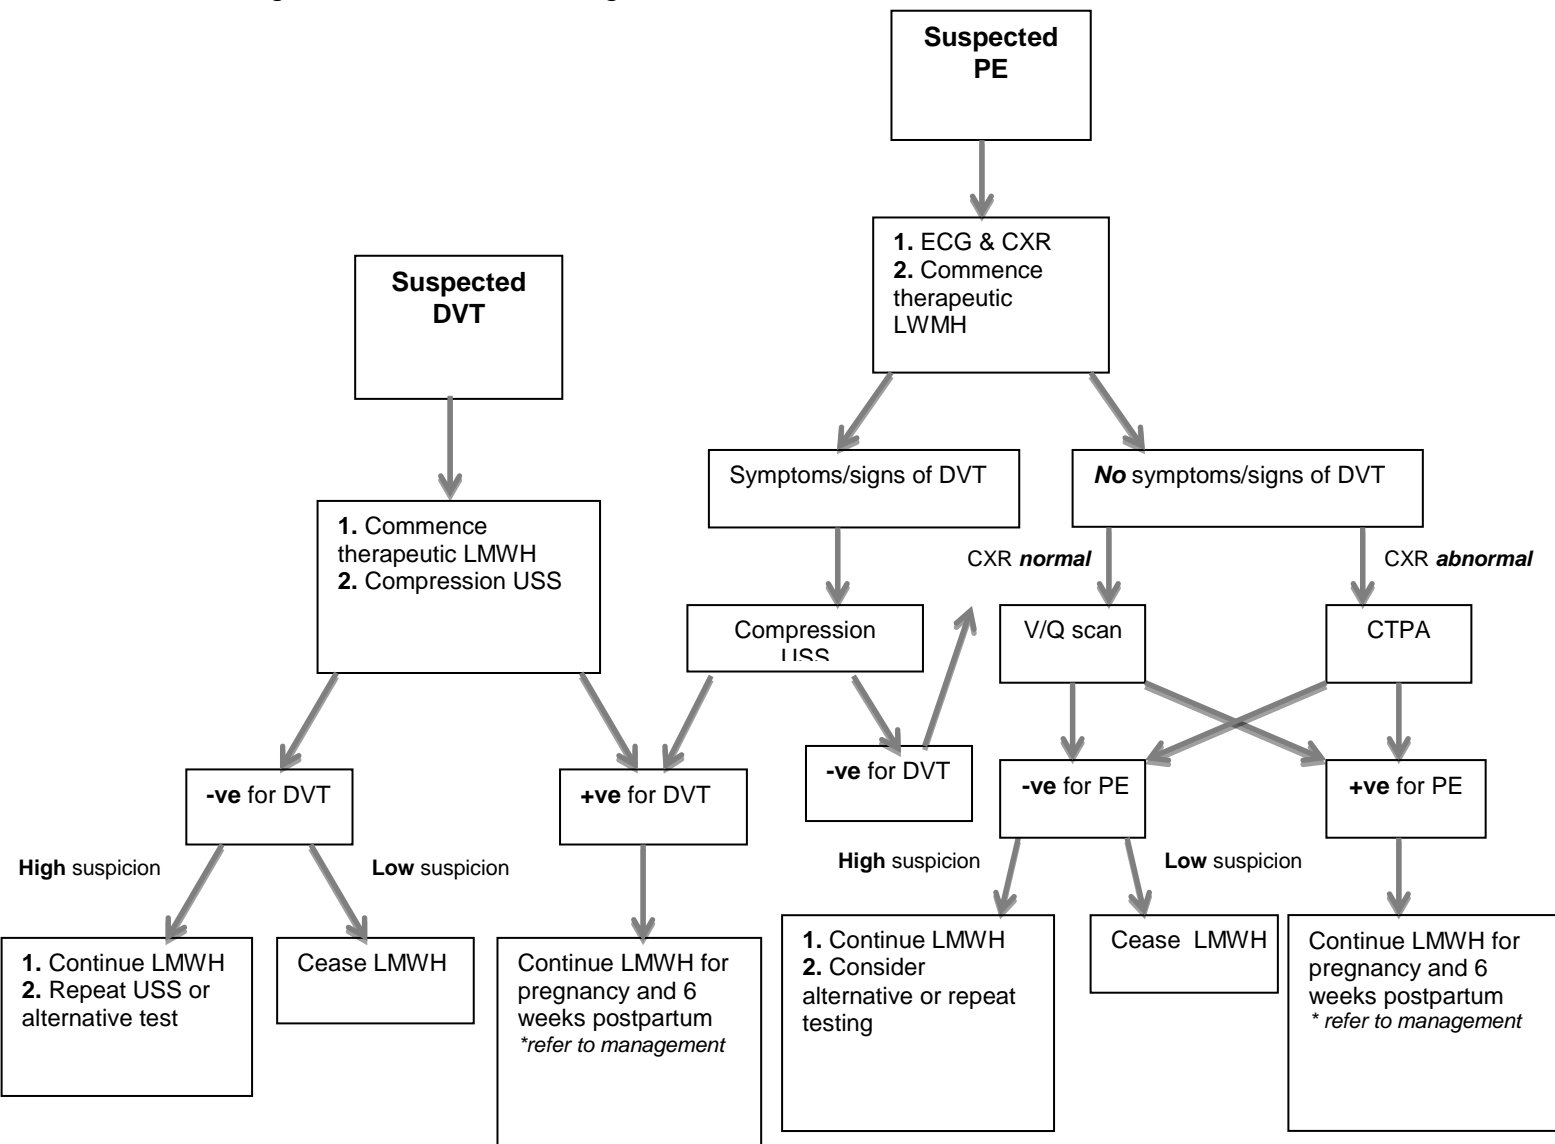 Suspected
PE
1. ECG & CXR
2. Commence
therapeutic
LWMH
Suspected
DVT
Symptoms/signs of DVT
No symptoms/signs of DVT
1. Commence
therapeutic LMWH
2. Compression USS
CXR normal
CXR abnormal
Compression
USS
V/Q scan
CTPA
-ve for DVT
+ve for DVT
-ve for DVT
-ve for PE
+ve for PE
High suspicion
Low suspicion
High suspicion
Low suspicion
1. Continue LMWH
2. Repeat USS or
alternative test
Cease LMWH
Continue LMWH for
pregnancy and 6
weeks postpartum
*refer to management
1. Continue LMWH
2. Consider
alternative or repeat
testing
Cease LMWH
Continue LMWH for
pregnancy and 6
weeks postpartum
* refer to management